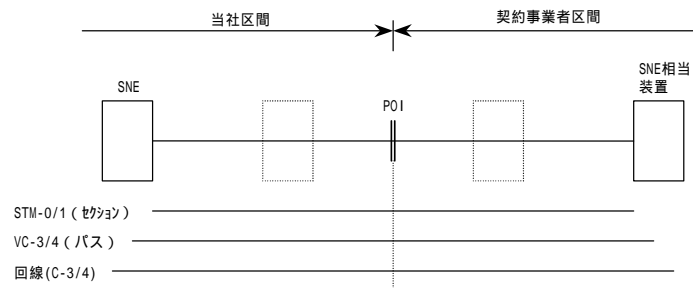 当社区間
契約事業者区間
SNE
POI
SNE相当
装置
STM-0/1(セクション)
VC-3/4(パス)
回線(C-3/4)